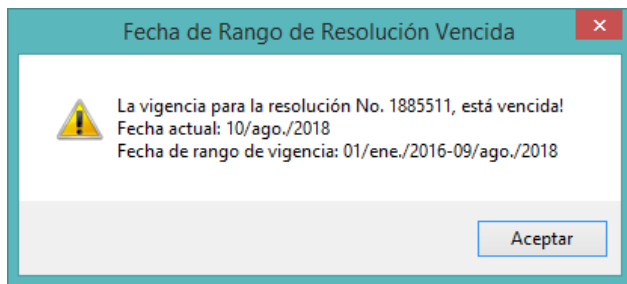 Fecha de Rango de Resolución Vencida
La vigencia para la resolución No. 1885511, está vencida!
Fecha actual: 10/ago./2018
Fecha de rango de vigencia: 01/ene./2016-09/ago./2018
Aceptar